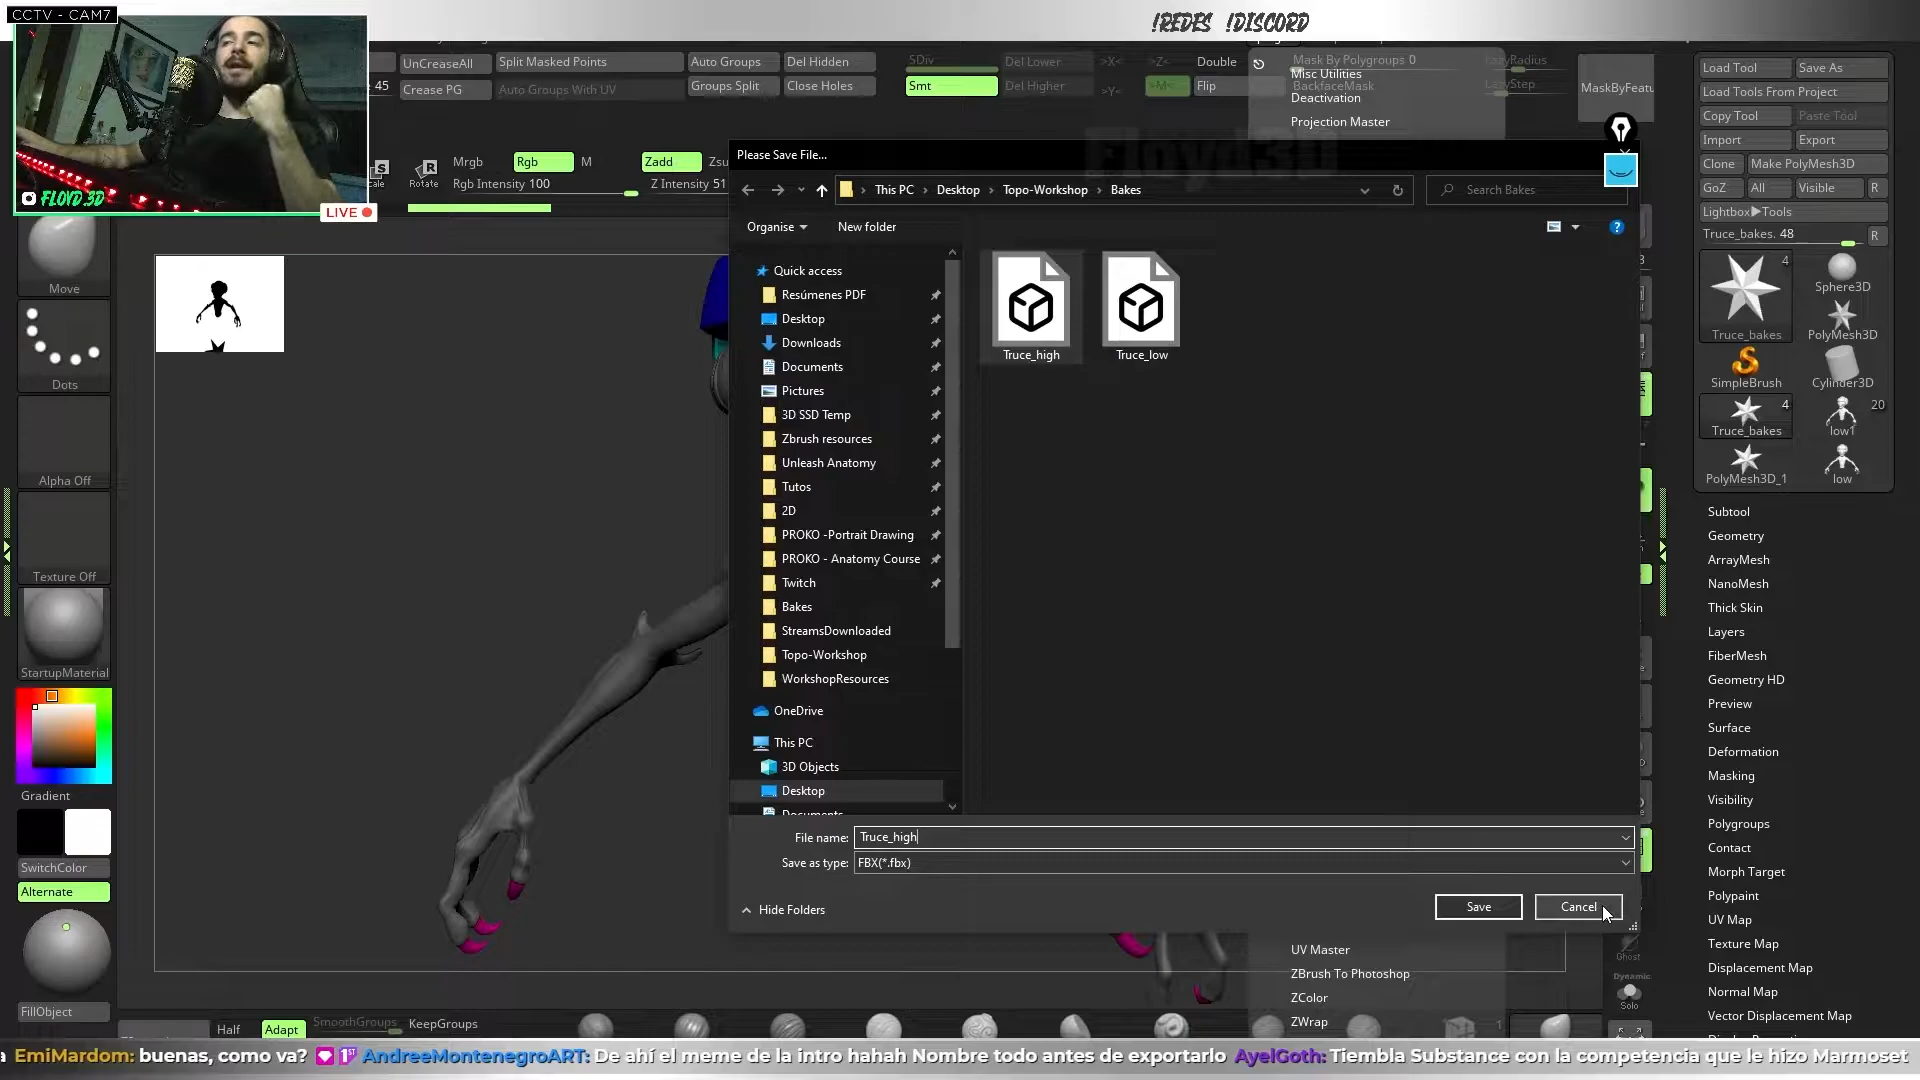 CCTV - CAM7
!REDES !DISCORD
FLOYD.3D
LIVE
UnCreaseAll
Split Masked Points
Auto Groups
Del Hidden
SDiv
Del Lower
>X<
>Z<
Double
Mask By Polygroups 0
LazyRadius
45
Crease PG
Auto Groups With UV
Groups Split
Close Holes
Smt
Del Higher
>Y<
>M<
Flip
BackfaceMask
LazyStep
MaskByFeatu
Misc Utilities
Deactivation
Projection Master
Rotate
Mrgb
Rgb
M
Zadd
Zsu
Rgb Intensity 100
Z Intensity 51
Please Save File...
This PC
Desktop
Topo-Workshop
Bakes
Search Bakes
Organise
New folder
Quick access
Resúmenes PDF
Desktop
Downloads
Documents
Pictures
3D SSD Temp
Zbrush resources
Unleash Anatomy
Tutos
2D
PROKO -Portrait Drawing
PROKO - Anatomy Course
Twitch
Bakes
StreamsDownloaded
Topo-Workshop
WorkshopResources
OneDrive
This PC
3D Objects
Desktop
Documents
Truce_high
Truce_low
File name: Truce_high
Save as type: FBX(*.fbx)
Hide Folders
Save
Cancel
UV Master
ZBrush To Photoshop
ZColor
ZWrap
Move
Dots
Alpha Off
Texture Off
StartupMaterial
Gradient
SwitchColor
Alternate
FillObject
Half
Adapt
SmoothGroups
KeepGroups
Ghost
Dynamic
Solo
Load Tool
Save As
Load Tools From Project
Copy Tool
Paste Tool
Import
Export
Clone
Make PolyMesh3D
GoZ
All
Visible
R
Lightbox▶Tools
Truce_bakes. 48
R
4
Truce_bakes
Sphere3D
PolyMesh3D
SimpleBrush
Cylinder3D
4
Truce_bakes
20
low1
PolyMesh3D_1
low
Subtool
Geometry
ArrayMesh
NanoMesh
Thick Skin
Layers
FiberMesh
Geometry HD
Preview
Surface
Deformation
Masking
Visibility
Polygroups
Contact
Morph Target
Polypaint
UV Map
Texture Map
Displacement Map
Normal Map
Vector Displacement Map
a EmiMardom: buenas, como va? 1ST AndreeMontenegroART: De ahí el meme de la intro hahah Nombre todo antes de exportarlo AyelGoth: Tiembla Substance con la competencia que le hizo Marmoset